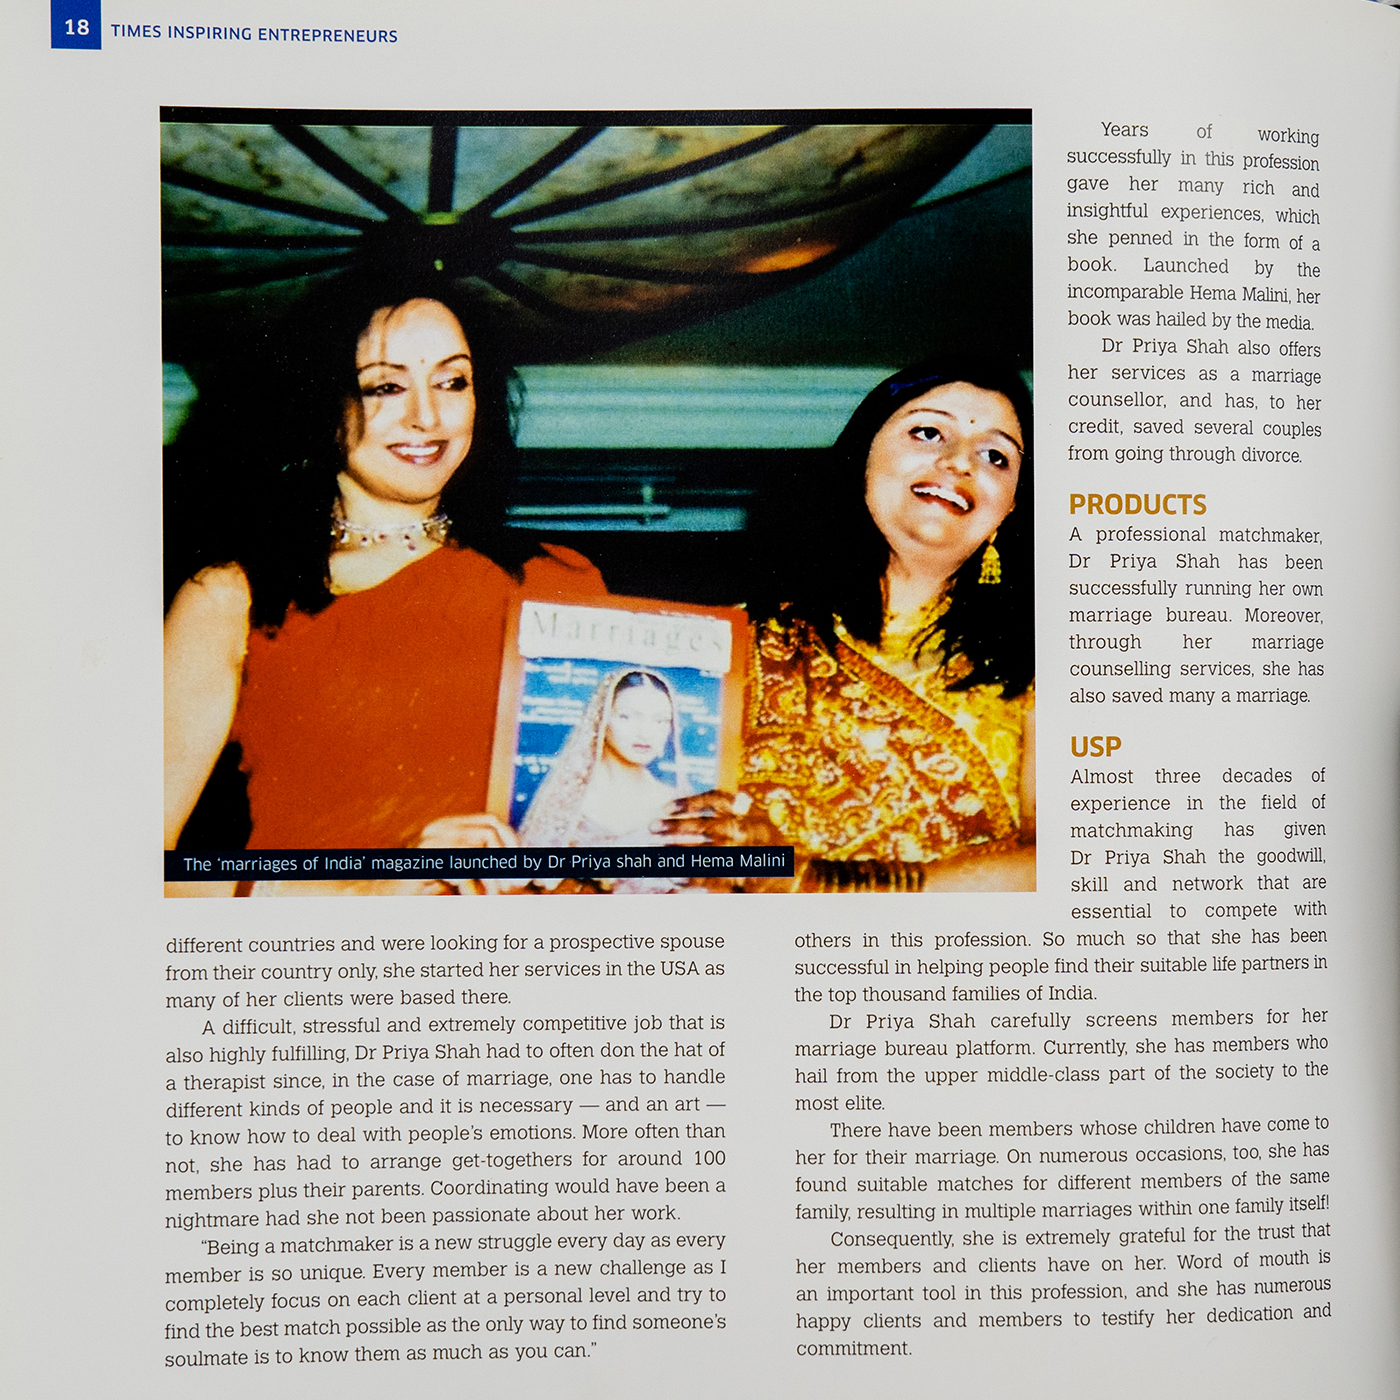 18
TIMES INSPIRING ENTREPRENEURS
Marriages
The ‘marriages of India’ magazine launched by Dr Priya shah and Hema Malini
different countries and were looking for a prospective spouse
from their country only, she started her services in the USA as
many of her clients were based there.
A difficult, stressful and extremely competitive job that is
also highly fulfilling, Dr Priya Shah had to often don the hat of
a therapist since, in the case of marriage, one has to handle
different kinds of people and it is necessary — and an art —
to know how to deal with people’s emotions. More often than
not, she has had to arrange get-togethers for around 100
members plus their parents. Coordinating would have been a
nightmare had she not been passionate about her work.
“Being a matchmaker is a new struggle every day as every
member is so unique. Every member is a new challenge as I
completely focus on each client at a personal level and try to
find the best match possible as the only way to find someone’s
soulmate is to know them as much as you can.”
Years of working
successfully in this profession
gave her many rich and
insightful experiences, which
she penned in the form of a
book. Launched by the
incomparable Hema Malini, her
book was hailed by the media.
Dr Priya Shah also offers
her services as a marriage
counsellor, and has, to her
credit, saved several couples
from going through divorce.
PRODUCTS
A professional matchmaker,
Dr Priya Shah has been
successfully running her own
marriage bureau. Moreover,
through her marriage
counselling services, she has
also saved many a marriage.
USP
Almost three decades of
experience in the field of
matchmaking has given
Dr Priya Shah the goodwill,
skill and network that are
essential to compete with
others in this profession. So much so that she has been
successful in helping people find their suitable life partners in
the top thousand families of India.
Dr Priya Shah carefully screens members for her
marriage bureau platform. Currently, she has members who
hail from the upper middle-class part of the society to the
most elite.
There have been members whose children have come to
her for their marriage. On numerous occasions, too, she has
found suitable matches for different members of the same
family, resulting in multiple marriages within one family itself!
Consequently, she is extremely grateful for the trust that
her members and clients have on her. Word of mouth is
an important tool in this profession, and she has numerous
happy clients and members to testify her dedication and
commitment.